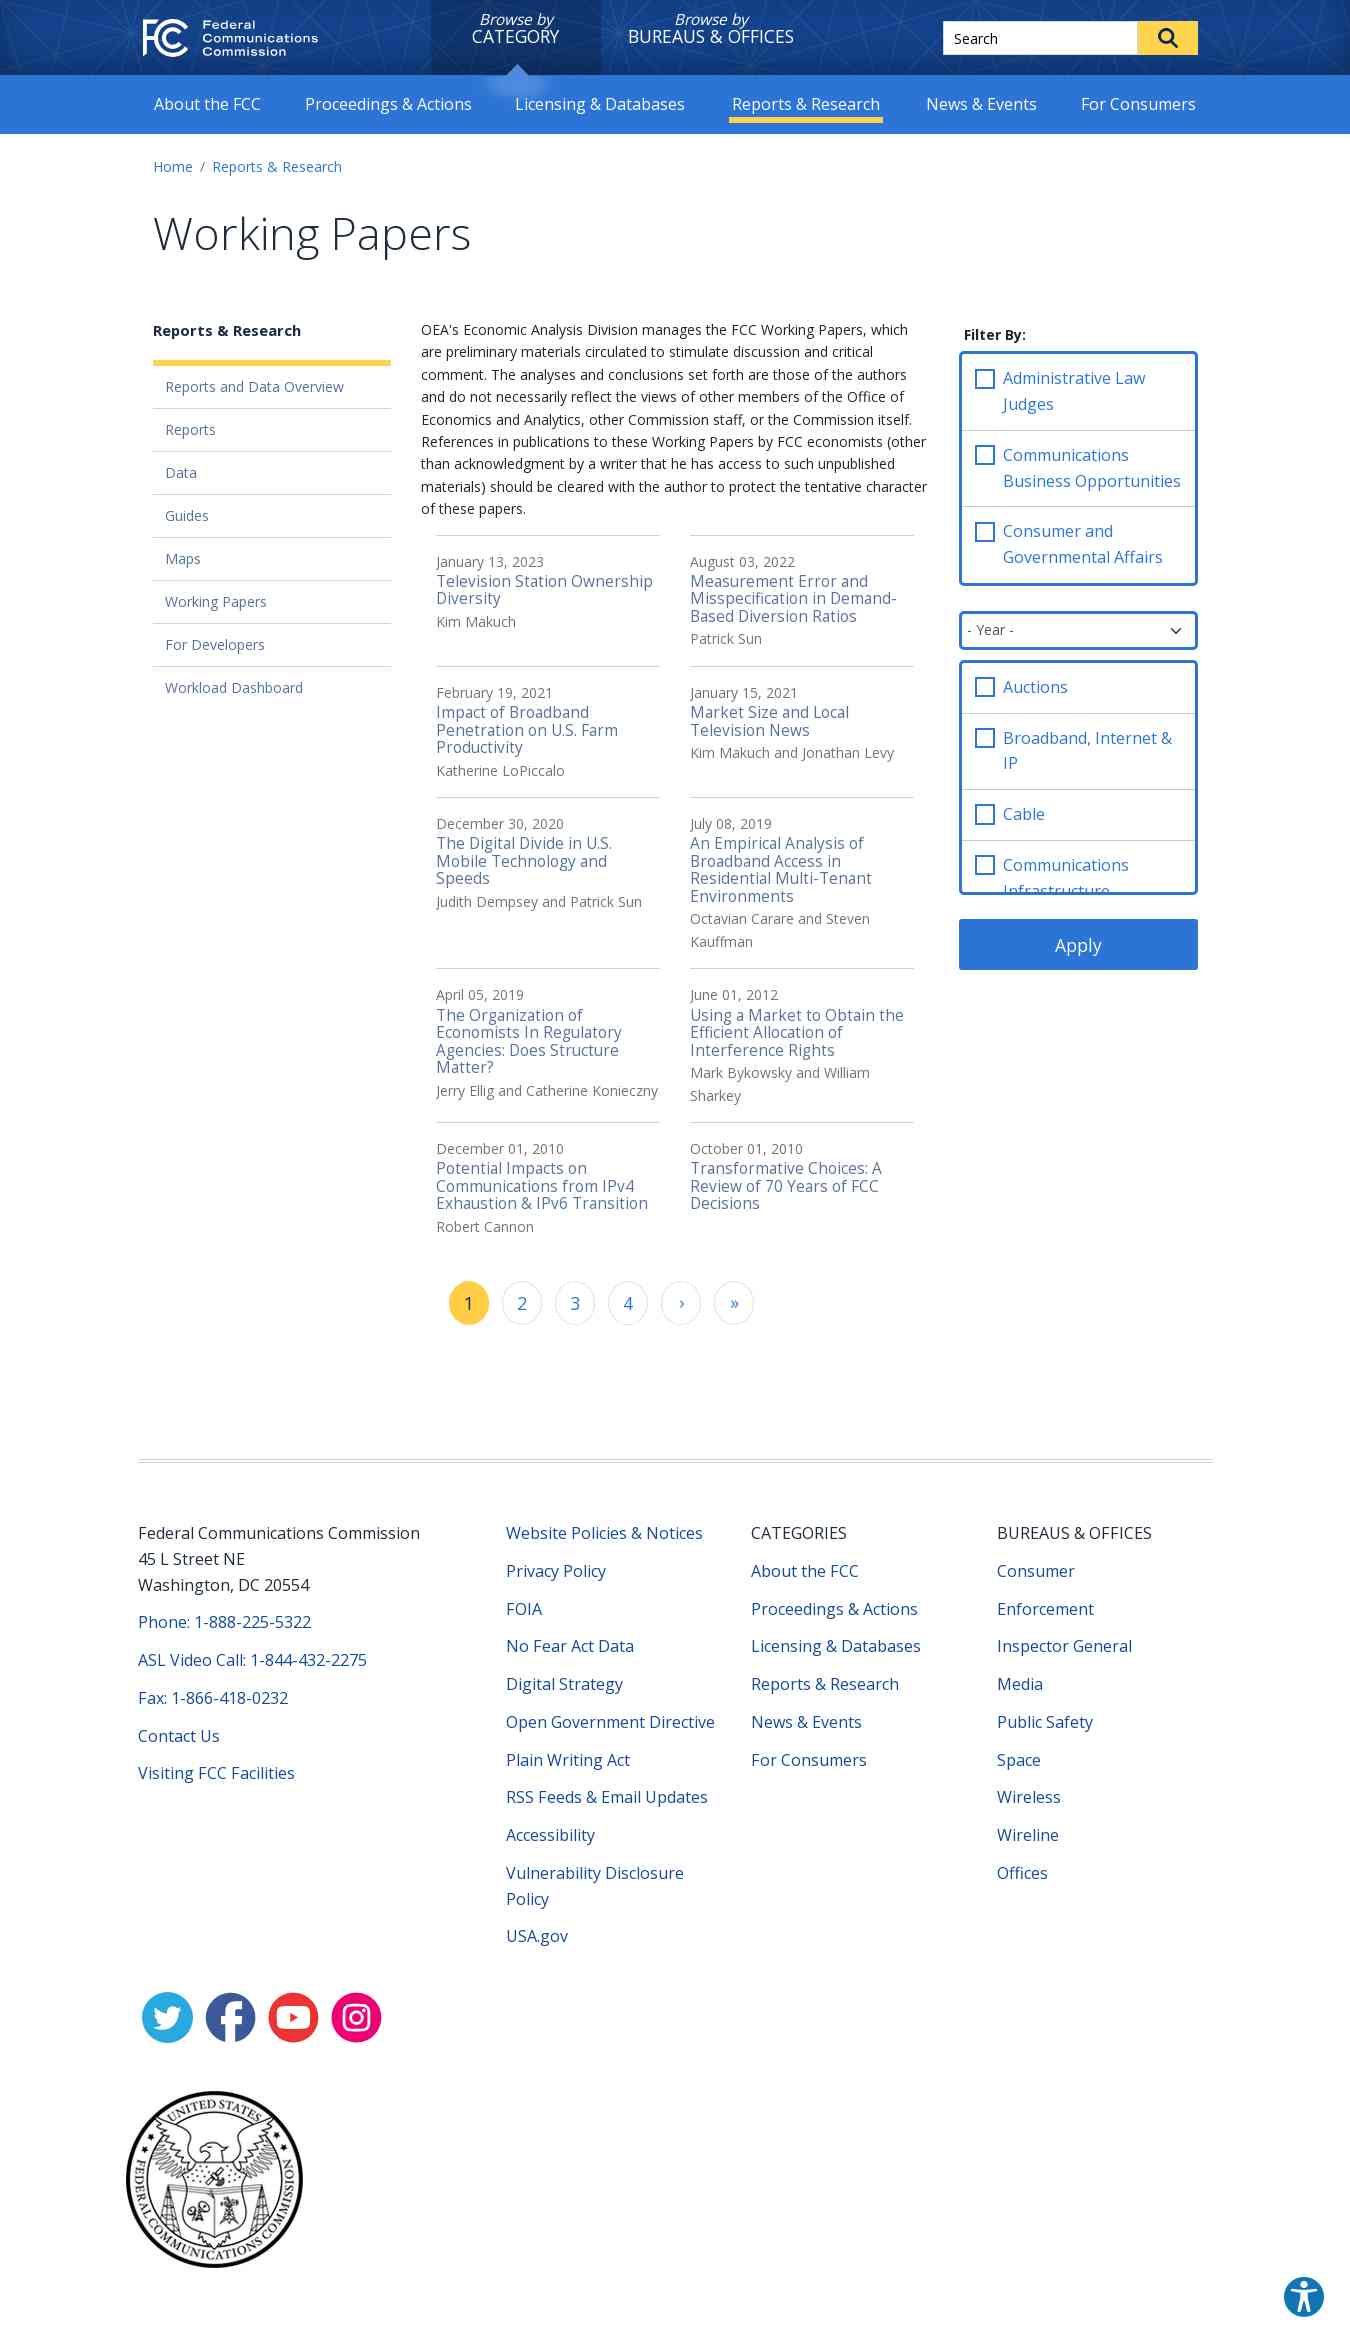 Federal
Communications
Commission
Browse by
CATEGORY
Browse by
BUREAUS & OFFICES
Search
About the FCC
Proceedings & Actions
Licensing & Databases
Reports & Research
News & Events
For Consumers
Home / Reports & Research
Working Papers
Reports & Research
Reports and Data Overview
Reports
Data
Guides
Maps
Working Papers
For Developers
Workload Dashboard
OEA's Economic Analysis Division manages the FCC Working Papers, which
are preliminary materials circulated to stimulate discussion and critical
comment. The analyses and conclusions set forth are those of the authors
and do not necessarily reflect the views of other members of the Office of
Economics and Analytics, other Commission staff, or the Commission itself.
References in publications to these Working Papers by FCC economists (other
than acknowledgment by a writer that he has access to such unpublished
materials) should be cleared with the author to protect the tentative character
of these papers.
January 13, 2023
Television Station Ownership
Diversity
Kim Makuch
August 03, 2022
Measurement Error and
Misspecification in Demand-
Based Diversion Ratios
Patrick Sun
February 19, 2021
Impact of Broadband
Penetration on U.S. Farm
Productivity
Katherine LoPiccalo
January 15, 2021
Market Size and Local
Television News
Kim Makuch and Jonathan Levy
December 30, 2020
The Digital Divide in U.S.
Mobile Technology and
Speeds
Judith Dempsey and Patrick Sun
July 08, 2019
An Empirical Analysis of
Broadband Access in
Residential Multi-Tenant
Environments
Octavian Carare and Steven
Kauffman
April 05, 2019
The Organization of
Economists In Regulatory
Agencies: Does Structure
Matter?
Jerry Ellig and Catherine Konieczny
June 01, 2012
Using a Market to Obtain the
Efficient Allocation of
Interference Rights
Mark Bykowsky and William
Sharkey
December 01, 2010
Potential Impacts on
Communications from IPv4
Exhaustion & IPv6 Transition
Robert Cannon
October 01, 2010
Transformative Choices: A
Review of 70 Years of FCC
Decisions
1 2 3 4 › »
Filter By:
Administrative Law
Judges
Communications
Business Opportunities
Consumer and
Governmental Affairs
- Year -
Auctions
Broadband, Internet &
IP
Cable
Communications
Infrastructure
Apply
Federal Communications Commission
45 L Street NE
Washington, DC 20554
Phone: 1-888-225-5322
ASL Video Call: 1-844-432-2275
Fax: 1-866-418-0232
Contact Us
Visiting FCC Facilities
Website Policies & Notices
Privacy Policy
FOIA
No Fear Act Data
Digital Strategy
Open Government Directive
Plain Writing Act
RSS Feeds & Email Updates
Accessibility
Vulnerability Disclosure
Policy
USA.gov
CATEGORIES
About the FCC
Proceedings & Actions
Licensing & Databases
Reports & Research
News & Events
For Consumers
BUREAUS & OFFICES
Consumer
Enforcement
Inspector General
Media
Public Safety
Space
Wireless
Wireline
Offices
UNITED STATES
FEDERAL COMMUNICATIONS COMMISSION